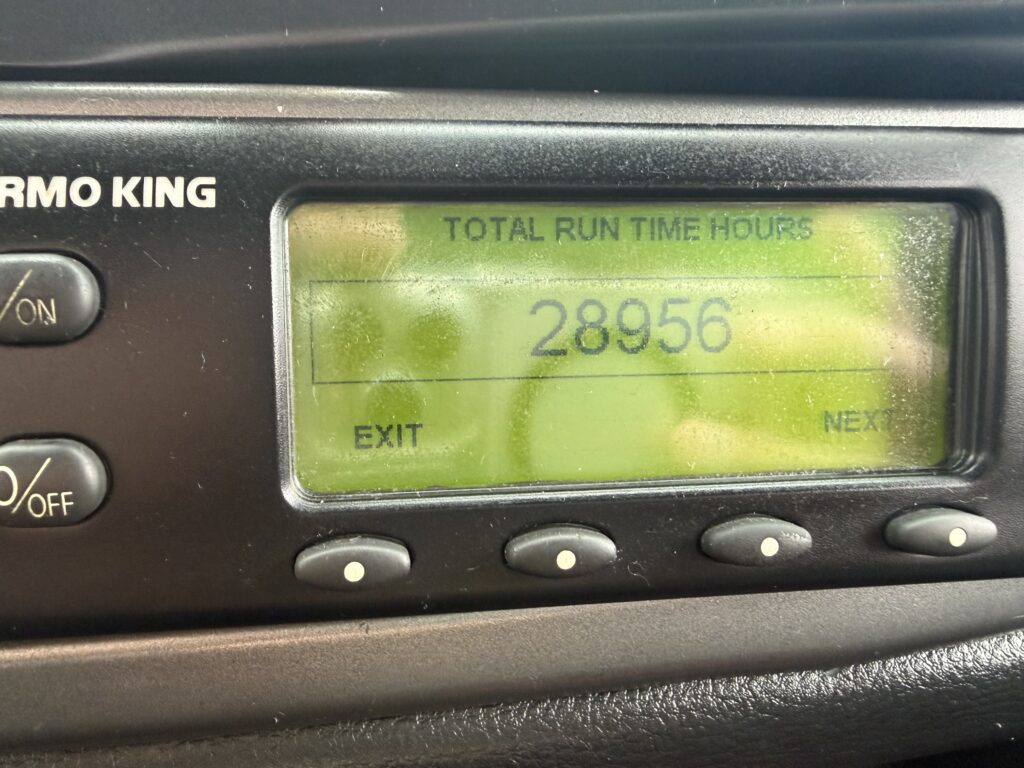 RMO KING
TOTAL RUN TIME HOURS
/ON
28956
EXIT
NEXT
O/OFF